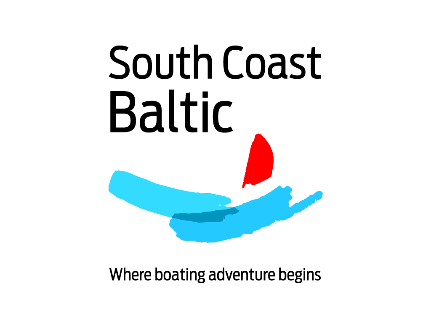 South Coast
Baltic
Where boating adventure begins